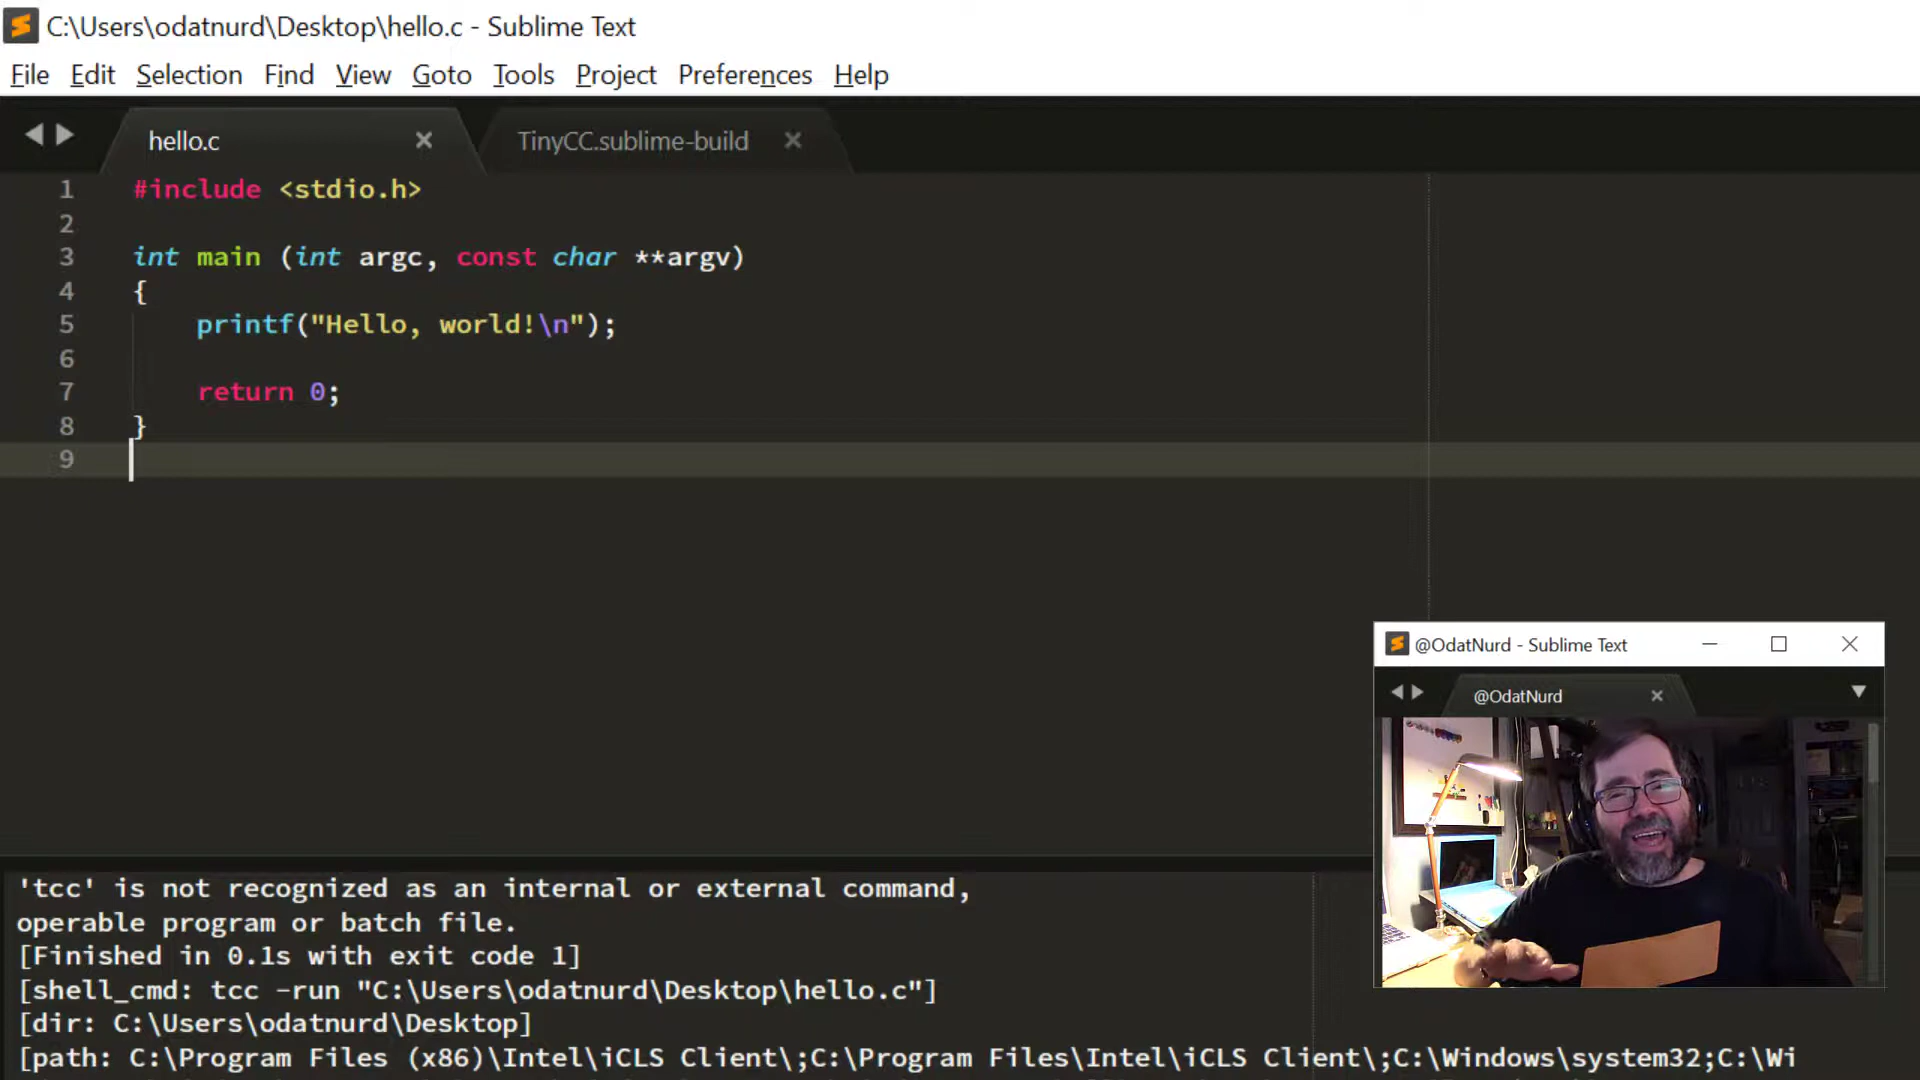 C:\Users\odatnurd\Desktop\hello.c - Sublime Text
File Edit Selection Find View Goto Tools Project Preferences Help
hello.c
TinyCC.sublime-build
1 #include <stdio.h>
2
3 int main (int argc, const char **argv)
4 {
5     printf("Hello, world!\n");
6
7     return 0;
8 }
9
@OdatNurd - Sublime Text
@OdatNurd
'tcc' is not recognized as an internal or external command,
operable program or batch file.
[Finished in 0.1s with exit code 1]
[shell_cmd: tcc -run "C:\Users\odatnurd\Desktop\hello.c"]
[dir: C:\Users\odatnurd\Desktop]
[path: C:\Program Files (x86)\Intel\iCLS Client\;C:\Program Files\Intel\iCLS Client\;C:\Windows\system32;C:\Wi